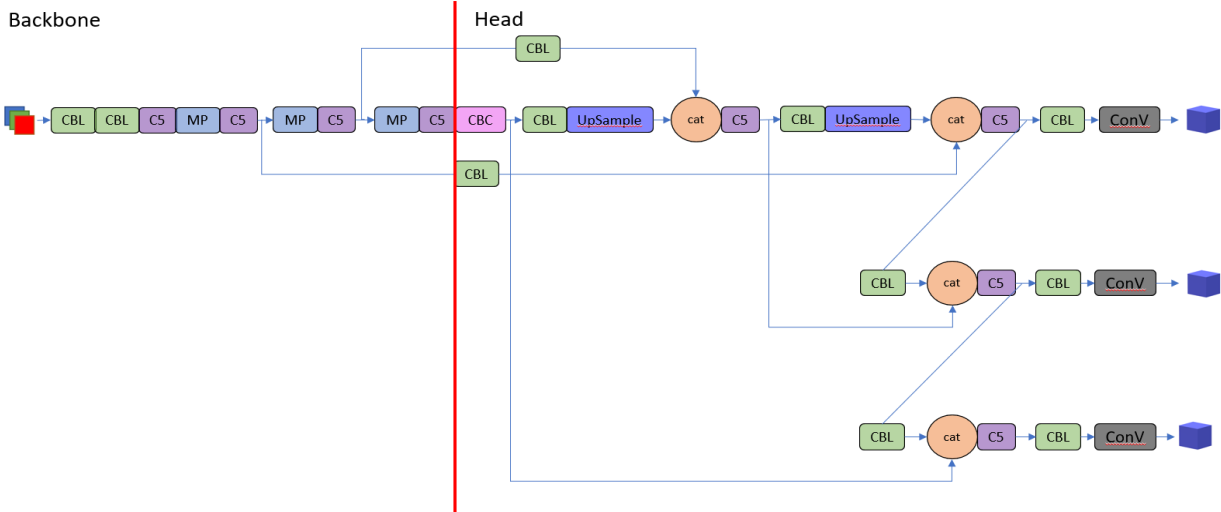 Backbone
Head
CBL
CBL CBL C5 MP C5 MP C5 MP C5 CBC CBL UpSample cat C5 CBL UpSample cat C5 CBL ConV
CBL
CBL cat C5 CBL ConV
CBL cat C5 CBL ConV